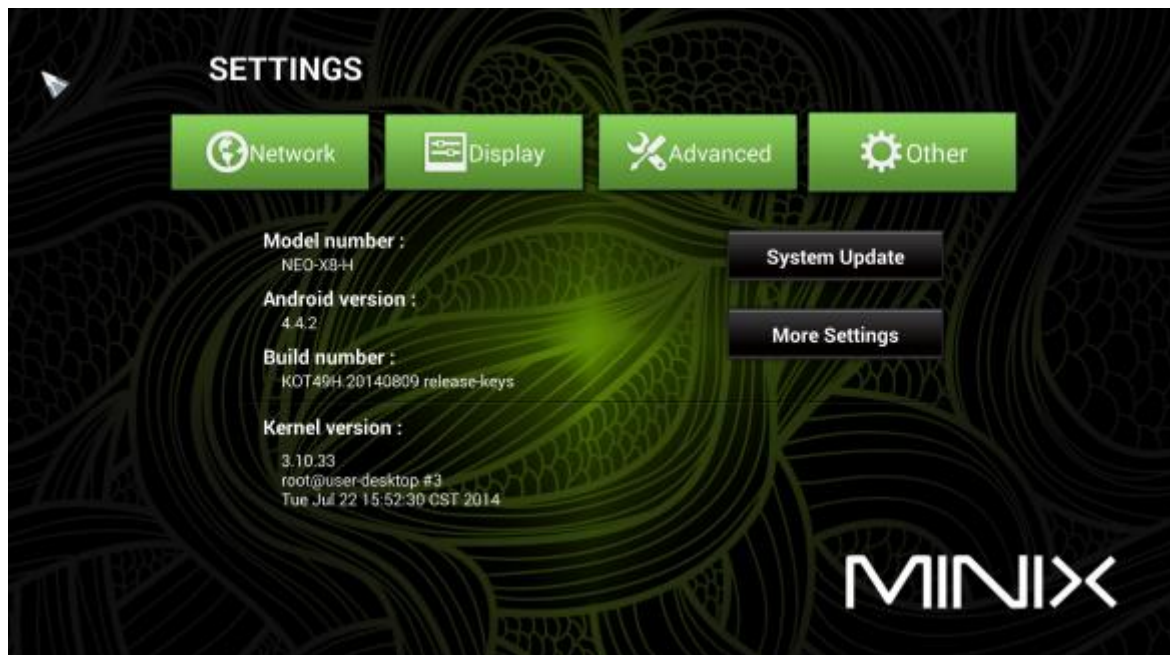 SETTINGS
Network
Display
Advanced
Other
Model number :
NEO-X8-H
System Update
Android version :
4.4.2
More Settings
Build number :
KOT49H.20140809 release-keys
Kernel version :
3.10.33
root@user-desktop #3
Tue Jul 22 15:52:30 CST 2014
MINIX